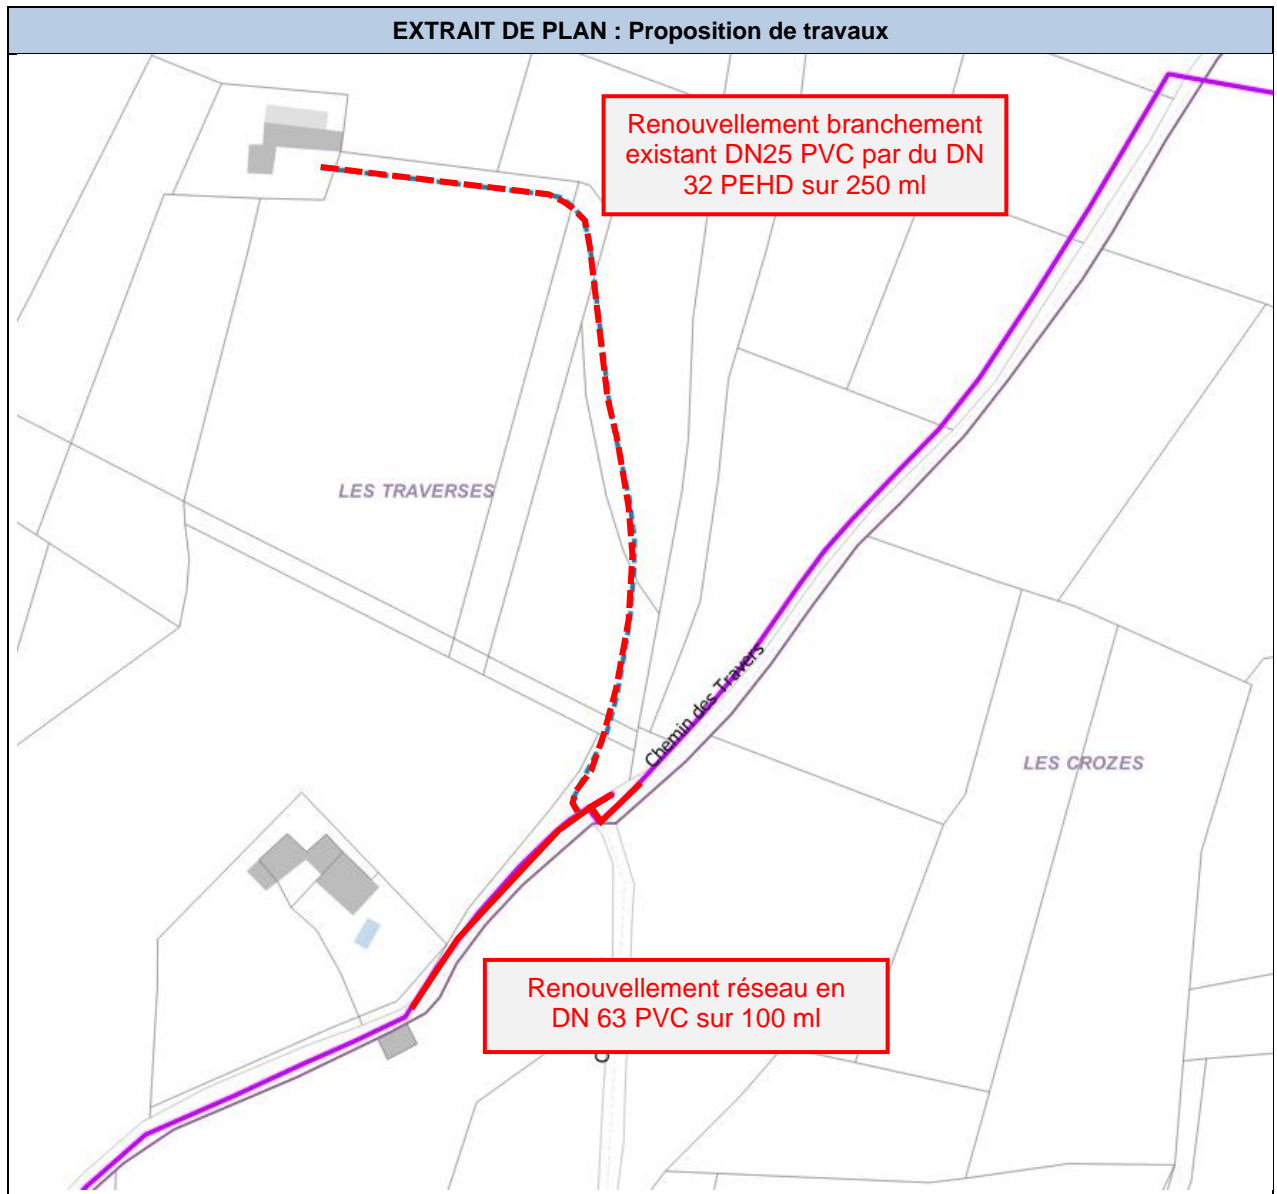 EXTRAIT DE PLAN : Proposition de travaux
Renouvellement branchement
existant DN25 PVC par du DN
32 PEHD sur 250 ml
LES TRAVERSES
Chemin des Travers
LES CROZES
Renouvellement réseau en
DN 63 PVC sur 100 ml